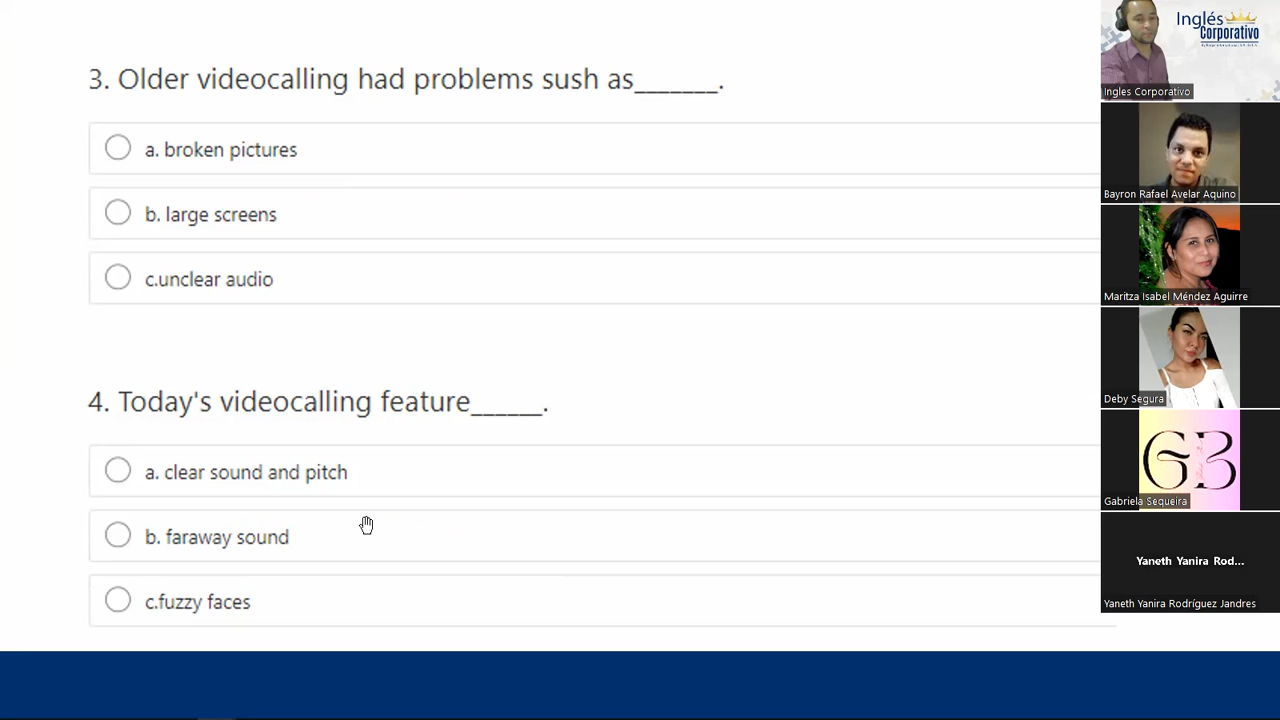 3. Older videocalling had problems sush as_______.
a. broken pictures
b. large screens
c.unclear audio
4. Today's videocalling feature______.
a. clear sound and pitch
b. faraway sound
c.fuzzy faces
Inglés
Corporativo
Ingles Corporativo
Bayron Rafael Avelar Aquino
Maritza Isabel Méndez Aguirre
Deby Segura
GB
Gabriela Sequeira
Yaneth Yanira Rod...
Yaneth Yanira Rodríguez Jandres